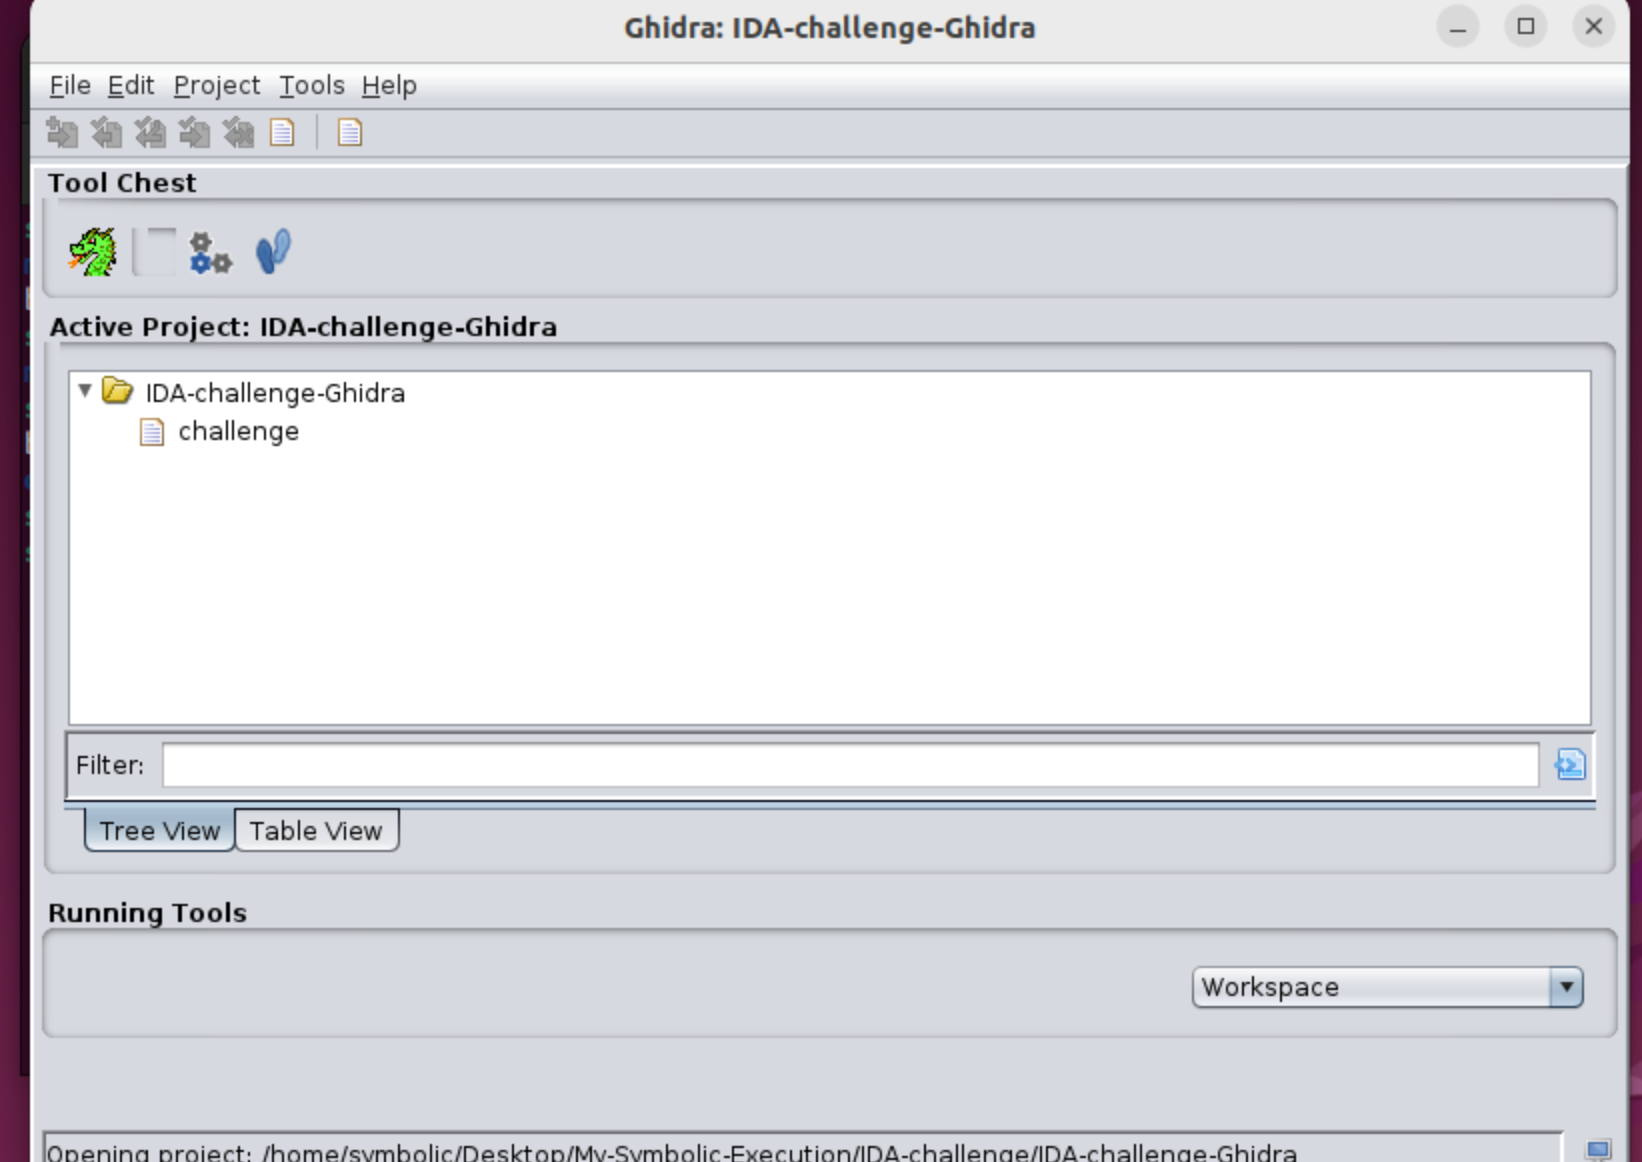 Ghidra: IDA-challenge-Ghidra
File Edit Project Tools Help
Tool Chest
Active Project: IDA-challenge-Ghidra
IDA-challenge-Ghidra
challenge
Filter:
Tree View Table View
Running Tools
Workspace
Opening project: /home/symbolic/Desktop/My-Symbolic-Execution/IDA-challenge/IDA-challenge-Ghidra